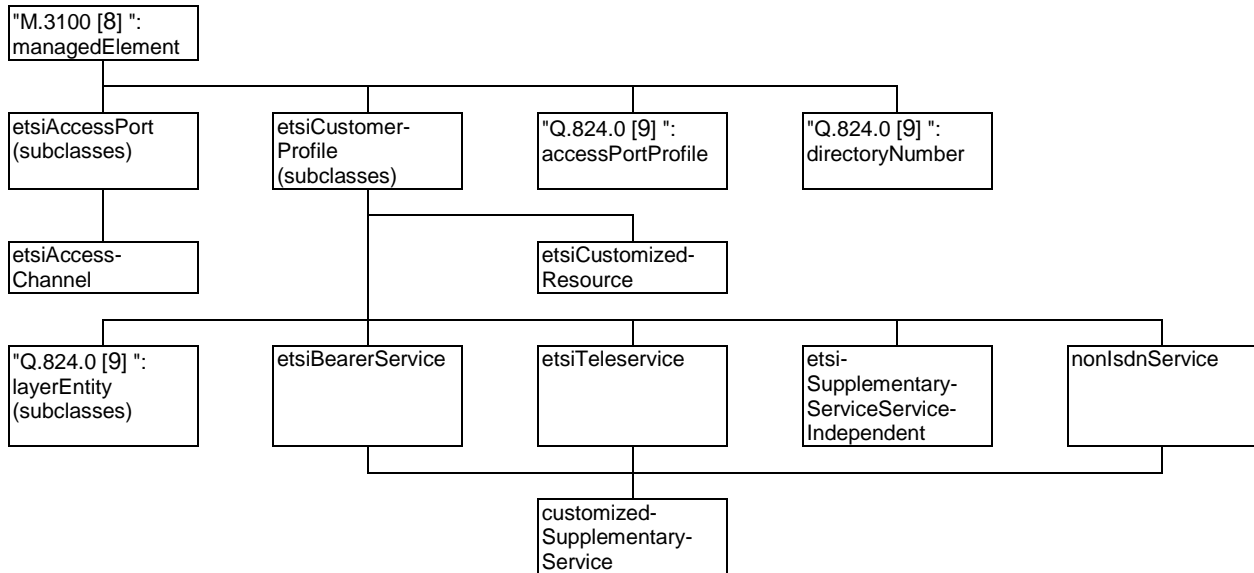 "M.3100 [8] ":
managedElement
etsiAccessPort
(subclasses)
etsiCustomer-
Profile
(subclasses)
"Q.824.0 [9] ":
accessPortProfile
"Q.824.0 [9] ":
directoryNumber
etsiAccess-
Channel
etsiCustomized-
Resource
"Q.824.0 [9] ":
layerEntity
(subclasses)
etsiBearerService
etsiTeleservice
etsi-
Supplementary-
ServiceService-
Independent
nonIsdnService
customized-
Supplementary-
Service